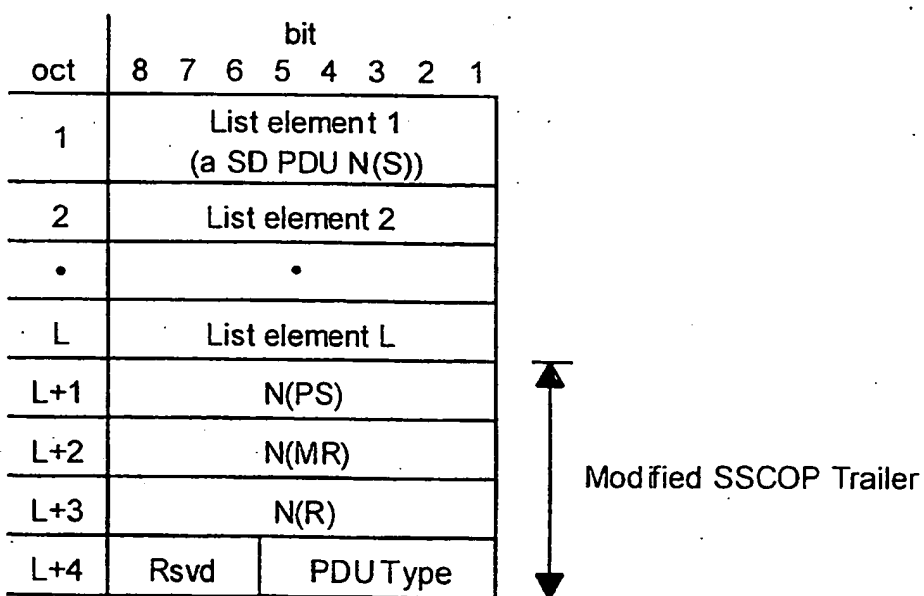 bit
oct 8 7 6 5 4 3 2 1
1 List element 1
(a SD PDU N(S))
2 List element 2
• •
L List element L
L+1 N(PS)
L+2 N(MR)
L+3 N(R)
Modified SSCOP Trailer
L+4 Rsvd PDU Type